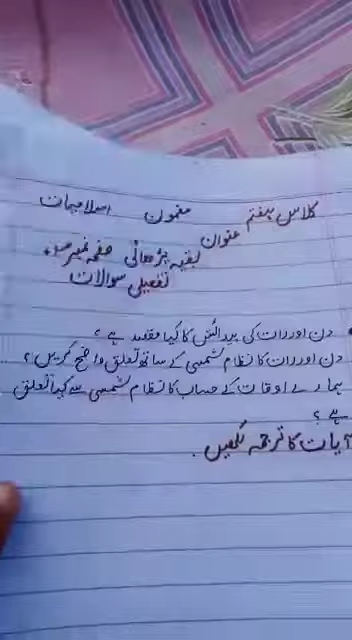 کلاس ہفتم مضمون اسلامیات
عنوان بقیہ پڑھائی صفحہ نمبر
تفصیلی سوالات
دن اور رات کی پیدائش کا کیا مقصد ہے ؟
دن اور رات کا نظام شمسی کے ساتھ تعلق واضح کریں ؟
ہمارے اوقات کے حساب کا نظام شمسی سے کیا تعلق
ہے ؟
آیات کا ترجمہ لکھیں .